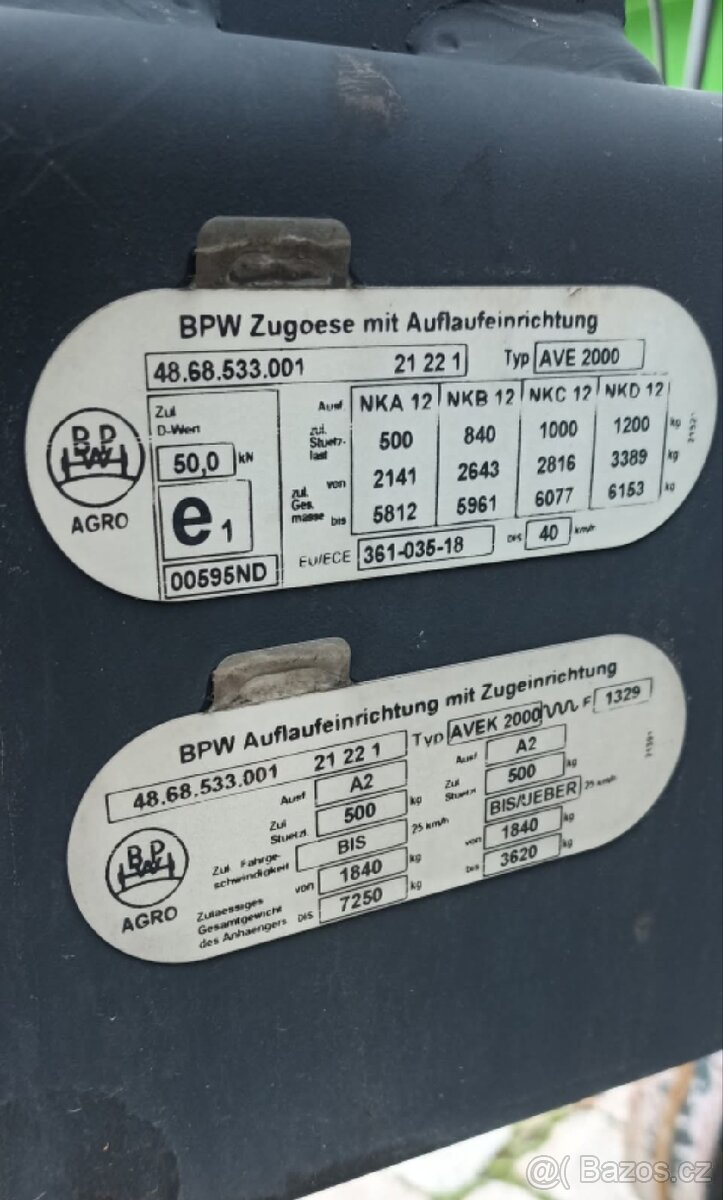 BPW Zugoese mit Auflaufeinrichtung
48.68.533.001 21 22 1 Typ AVE 2000
BPW
AGRO
Zul
D-Wert
50,0 kN
e1
00595ND
Ausf. NKA 12 NKB 12 NKC 12 NKD 12
zul. Stuetz-last 500 840 1000 1200 kg
zul. Ges. masse von 2141 2643 2816 3389 kg
bis 5812 5961 6077 6153 kg
EU/ECE 361-035-18 bis 40 km/h
BPW Auflaufeinrichtung mit Zugeinrichtung
48.68.533.001 21 22 1 Typ AVEK 2000 F 1329
BPW
AGRO
Ausf A2 Ausf A2
Zul Stuetzl. 500 kg Zul Stuetzl. 500 kg
Zul. Fahrge-schwindigkeit BIS 25 km/h BIS/UEBER 25 km/h
Zulaessiges
Gesamtgewicht
des Anhaengers
von 1840 kg von 1840 kg
bis 7250 kg bis 3620 kg
@( Bazos.cz